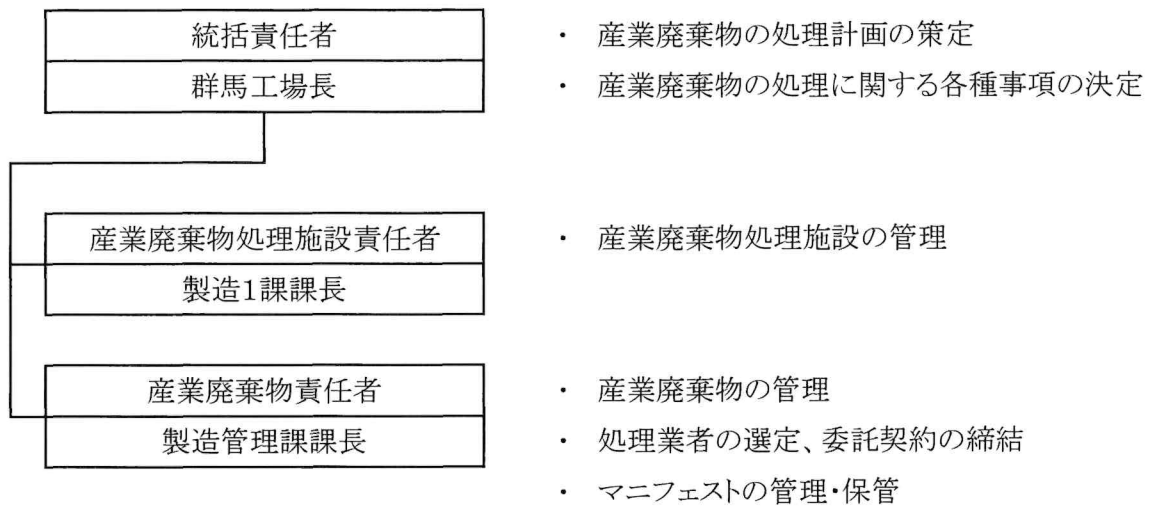 統括責任者
・ 産業廃棄物の処理計画の策定
群馬工場長
・ 産業廃棄物の処理に関する各種事項の決定
産業廃棄物処理施設責任者
・ 産業廃棄物処理施設の管理
製造1課課長
産業廃棄物責任者
・ 産業廃棄物の管理
製造管理課課長
・ 処理業者の選定、委託契約の締結
・ マニフェストの管理・保管